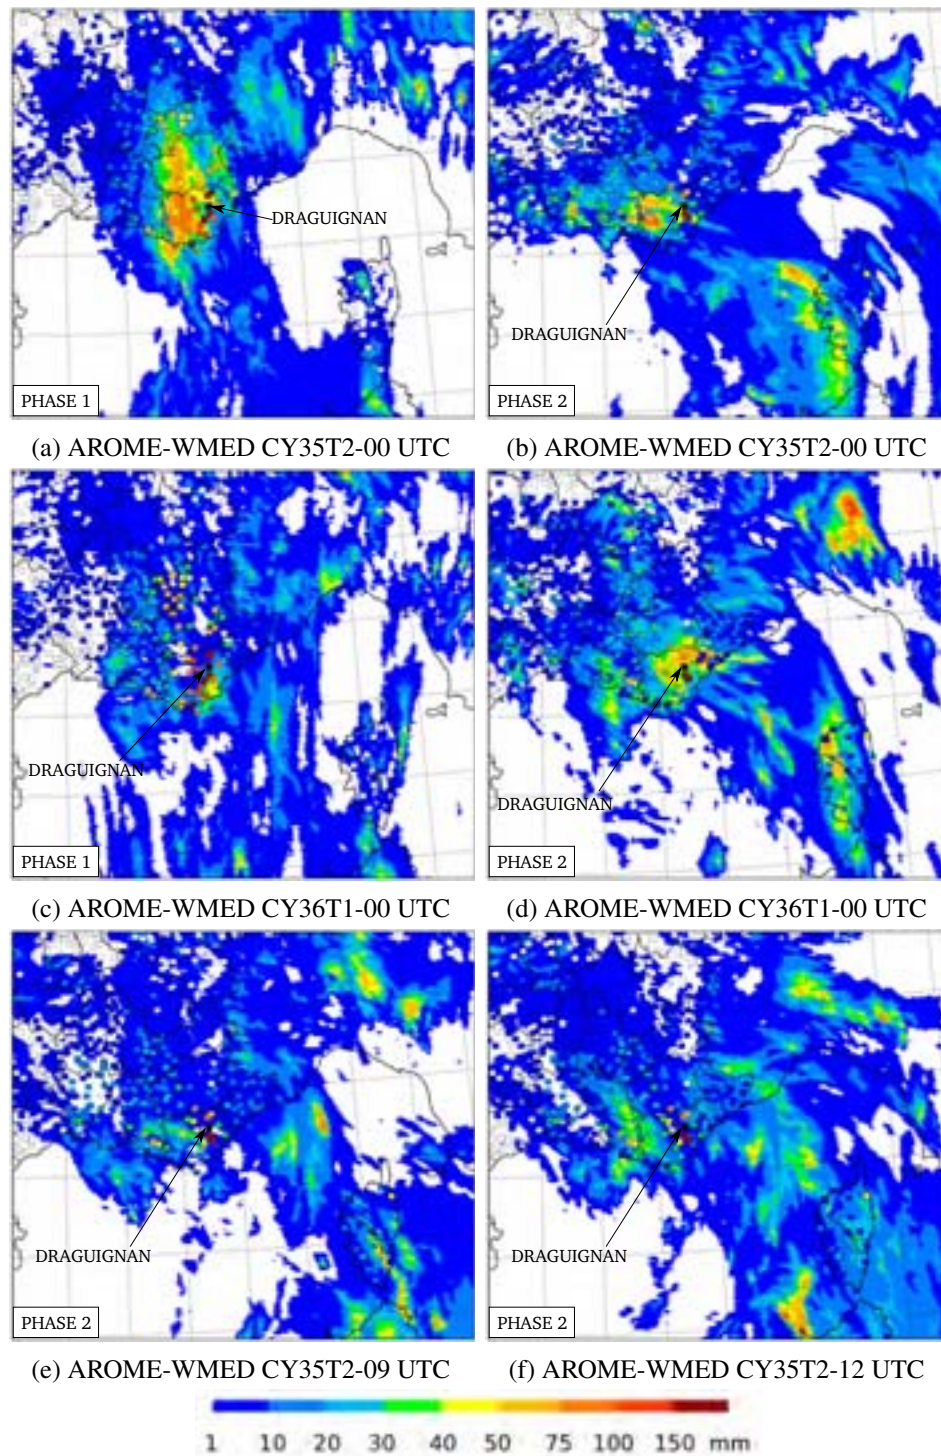 DRAGUIGNAN
PHASE 1
DRAGUIGNAN
PHASE 2
(a) AROME-WMED CY35T2-00 UTC
(b) AROME-WMED CY35T2-00 UTC
DRAGUIGNAN
PHASE 1
DRAGUIGNAN
PHASE 2
(c) AROME-WMED CY36T1-00 UTC
(d) AROME-WMED CY36T1-00 UTC
DRAGUIGNAN
PHASE 2
DRAGUIGNAN
PHASE 2
(e) AROME-WMED CY35T2-09 UTC
(f) AROME-WMED CY35T2-12 UTC
1 10 20 30 40 50 75 100 150 mm